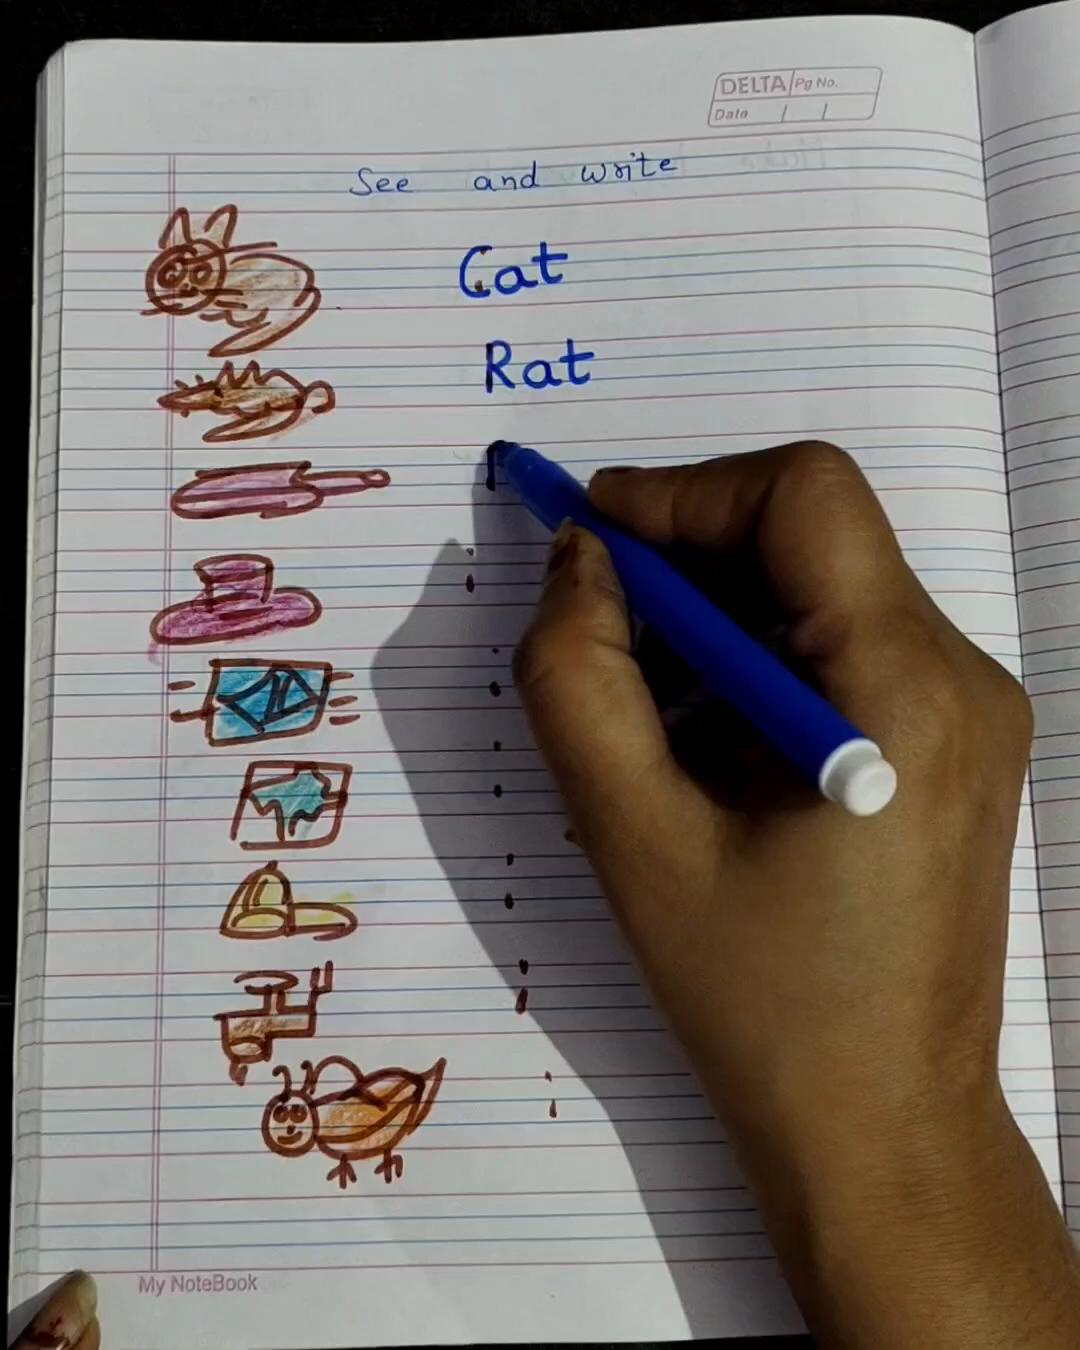 DELTA Pg No.
Date / /
See and write
Cat
Rat
My NoteBook